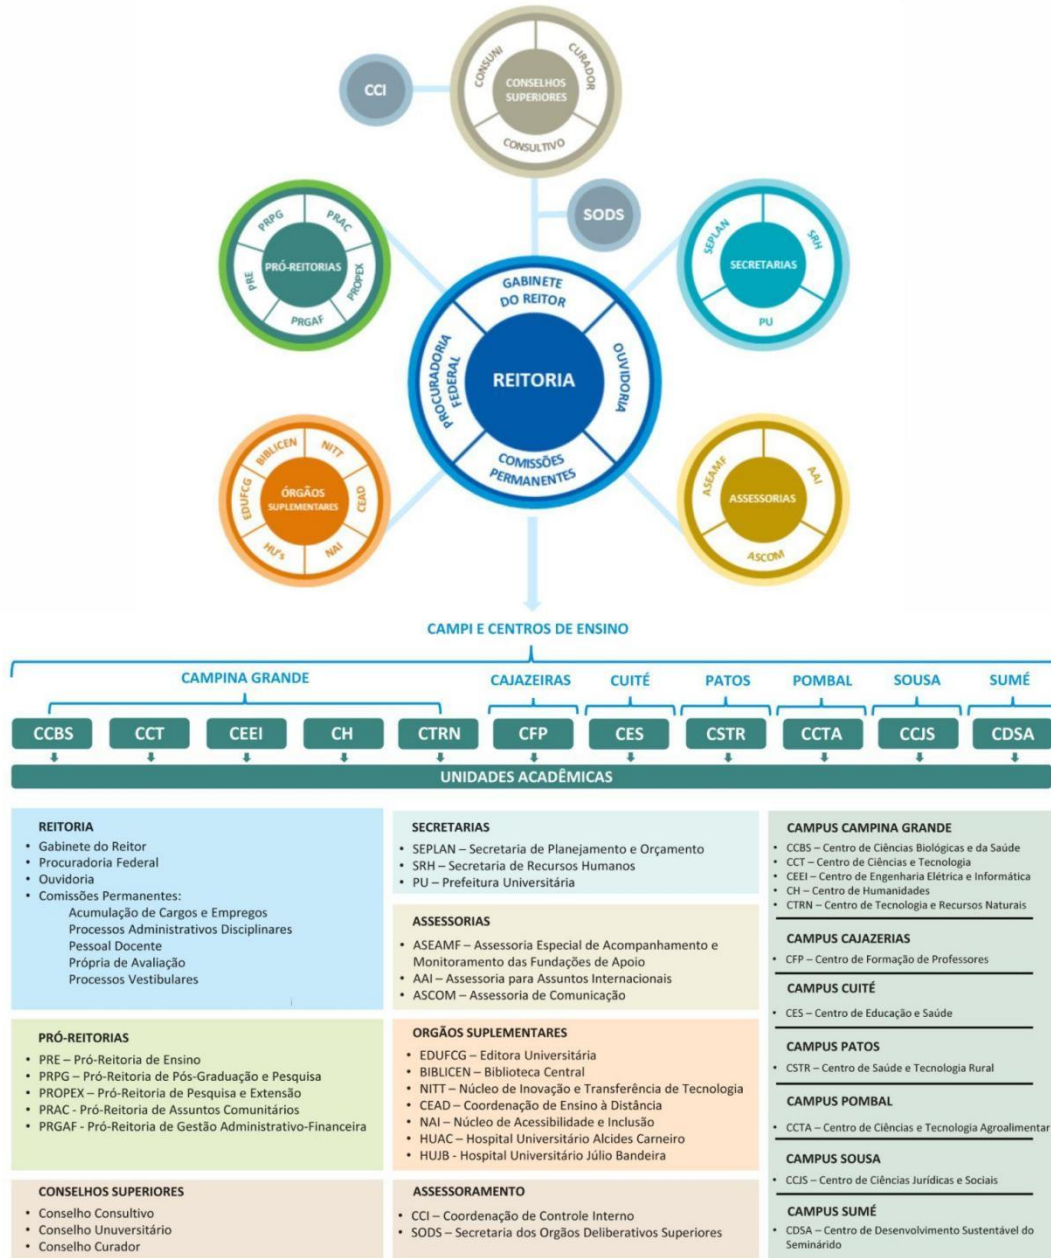 CCI
CONSUNI
CURADOR
CONSELHOS
SUPERIORES
CONSULTIVO
SODS
PRPG
PRAC
PRE
PRÓ-REITORIAS
PROPEX
PRGAF
SEPLAN
SRH
SECRETARIAS
PU
GABINETE
DO REITOR
PROCURADORIA
FEDERAL
REITORIA
OUVIDORIA
COMISSÕES
PERMANENTES
BIBLICEN
NITT
EDUFCG
ÓRGÃOS
SUPLEMENTARES
CEAD
HU's
NAI
ASEAMF
AAI
ASSESSORIAS
ASCOM
CAMPI E CENTROS DE ENSINO
CAMPINA GRANDE CAJAZEIRAS CUITÉ PATOS POMBAL SOUSA SUMÉ
CCBS CCT CEEI CH CTRN CFP CES CSTR CCTA CCJS CDSA
UNIDADES ACADÊMICAS
REITORIA
• Gabinete do Reitor
• Procuradoria Federal
• Ouvidoria
• Comissões Permanentes:
Acumulação de Cargos e Empregos
Processos Administrativos Disciplinares
Pessoal Docente
Própria de Avaliação
Processos Vestibulares
PRÓ-REITORIAS
• PRE – Pró-Reitoria de Ensino
• PRPG – Pró-Reitoria de Pós-Graduação e Pesquisa
• PROPEX – Pró-Reitoria de Pesquisa e Extensão
• PRAC - Pró-Reitoria de Assuntos Comunitários
• PRGAF - Pró-Reitoria de Gestão Administrativo-Financeira
CONSELHOS SUPERIORES
• Conselho Consultivo
• Conselho Unuversitário
• Conselho Curador
SECRETARIAS
• SEPLAN – Secretaria de Planejamento e Orçamento
• SRH – Secretaria de Recursos Humanos
• PU – Prefeitura Universitária
ASSESSORIAS
• ASEAMF – Assessoria Especial de Acompanhamento e
Monitoramento das Fundações de Apoio
• AAI – Assessoria para Assuntos Internacionais
• ASCOM – Assessoria de Comunicação
ORGÃOS SUPLEMENTARES
• EDUFCG – Editora Universitária
• BIBLICEN – Biblioteca Central
• NITT – Núcleo de Inovação e Transferência de Tecnologia
• CEAD – Coordenação de Ensino à Distância
• NAI – Núcleo de Acessibilidade e Inclusão
• HUAC – Hospital Universitário Alcides Carneiro
• HUJB - Hospital Universitário Júlio Bandeira
ASSESSORAMENTO
• CCI – Coordenação de Controle Interno
• SODS – Secretaria dos Orgãos Deliberativos Superiores
CAMPUS CAMPINA GRANDE
• CCBS – Centro de Ciências Biológicas e da Saúde
• CCT – Centro de Ciências e Tecnologia
• CEEI – Centro de Engenharia Elétrica e Informática
• CH – Centro de Humanidades
• CTRN – Centro de Tecnologia e Recursos Naturais
CAMPUS CAJAZERIAS
• CFP – Centro de Formação de Professores
CAMPUS CUITÉ
• CES – Centro de Educação e Saúde
CAMPUS PATOS
CSTR – Centro de Saúde e Tecnologia Rural
CAMPUS POMBAL
• CCTA – Centro de Ciências e Tecnologia Agroalimentar
CAMPUS SOUSA
• CCJS – Centro de Ciências Jurídicas e Sociais
CAMPUS SUMÉ
• CDSA – Centro de Desenvolvimento Sustentável do
Seminárido